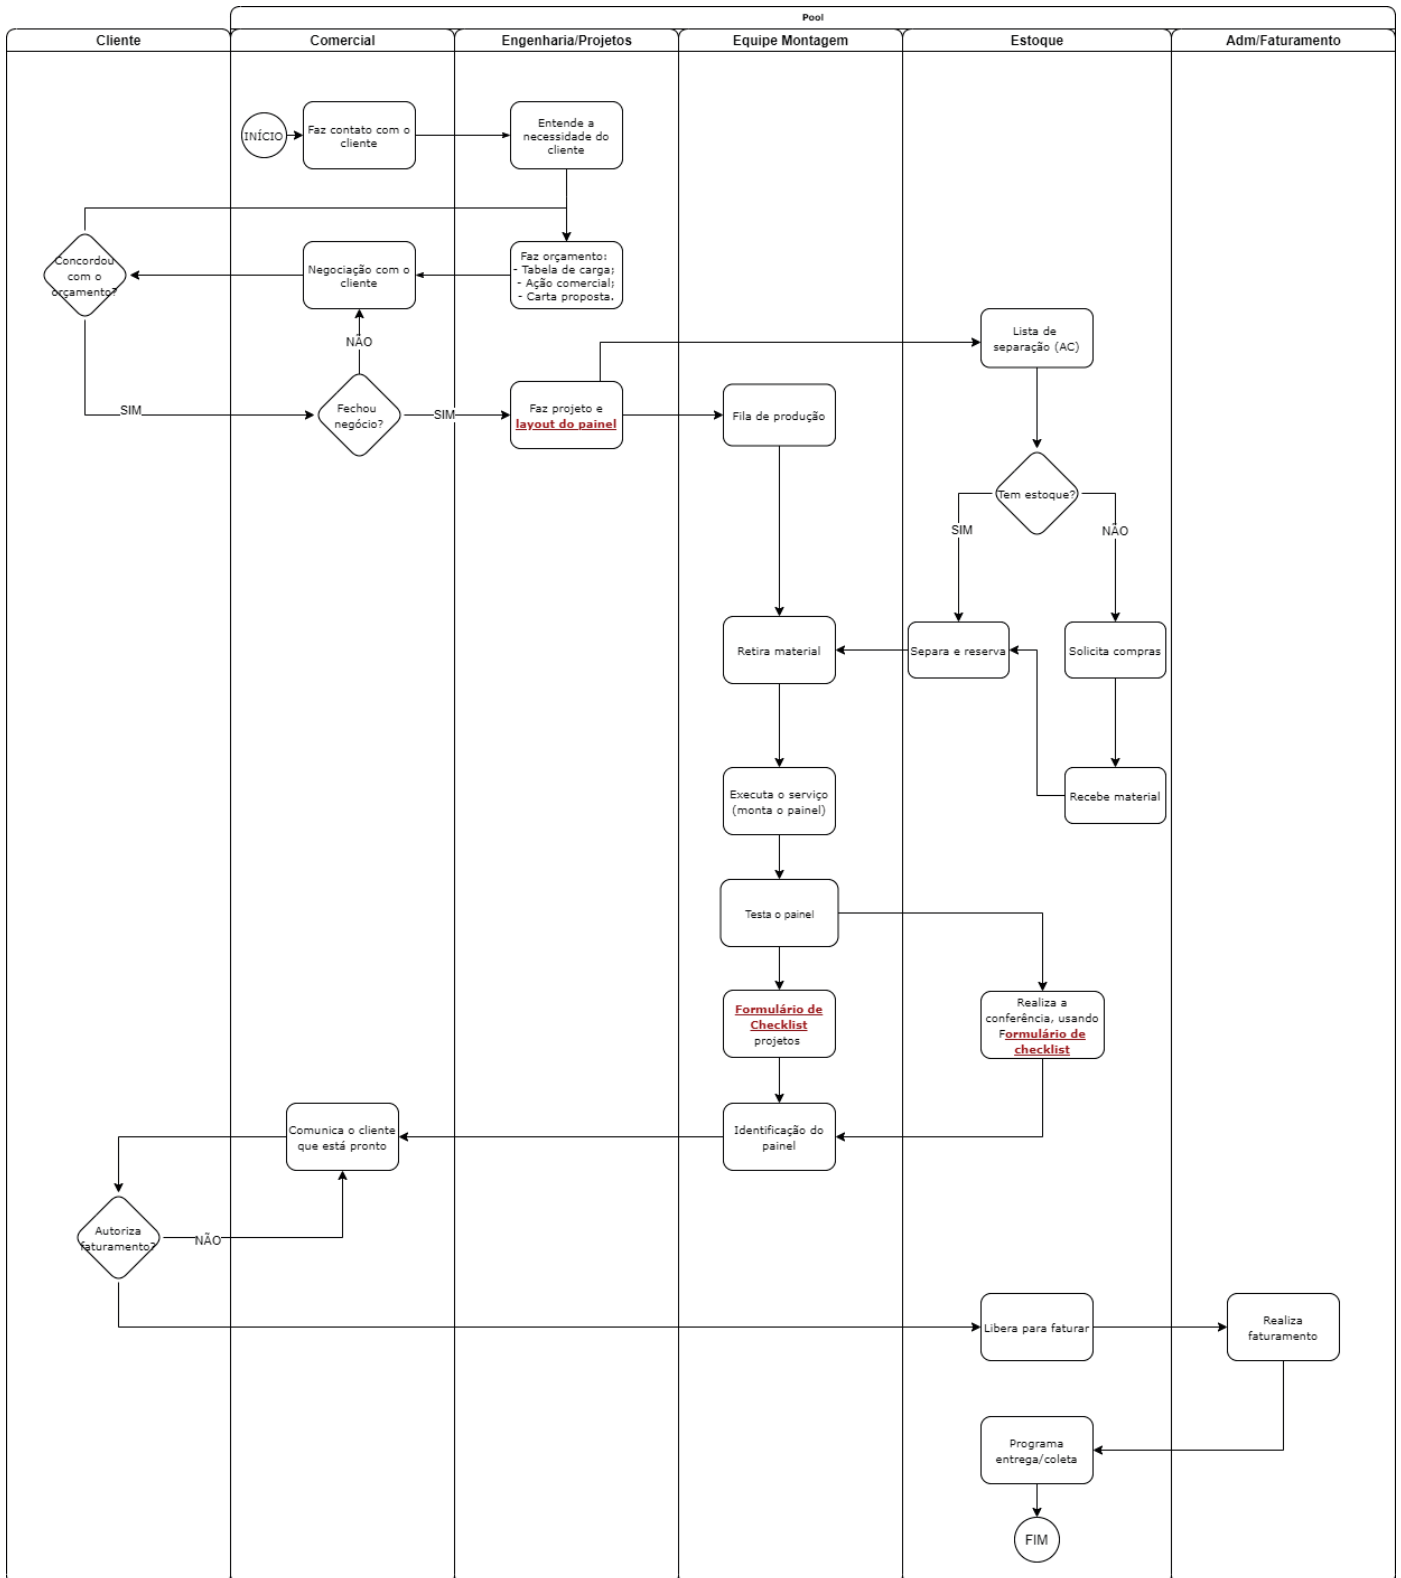 Pool
Cliente
Comercial
Engenharia/Projetos
Equipe Montagem
Estoque
Adm/Faturamento
INÍCIO
Faz contato com o
cliente
Entende a
necessidade do
cliente
Concordou
com o
orçamento?
Negociação com o
cliente
Faz orçamento:
- Tabela de carga;
- Ação comercial;
- Carta proposta.
Lista de
separação (AC)
NÃO
SIM
Fechou
negócio?
SIM
Faz projeto e
layout do painel
Fila de produção
Tem estoque?
SIM
NÃO
Retira material
Separa e reserva
Solicita compras
Executa o serviço
(monta o painel)
Recebe material
Testa o painel
Formulário de
Checklist
projetos
Realiza a
conferência, usando
Formulário de
checklist
Comunica o cliente
que está pronto
Identificação do
painel
Autoriza
faturamento?
NÃO
Libera para faturar
Realiza
faturamento
Programa
entrega/coleta
FIM